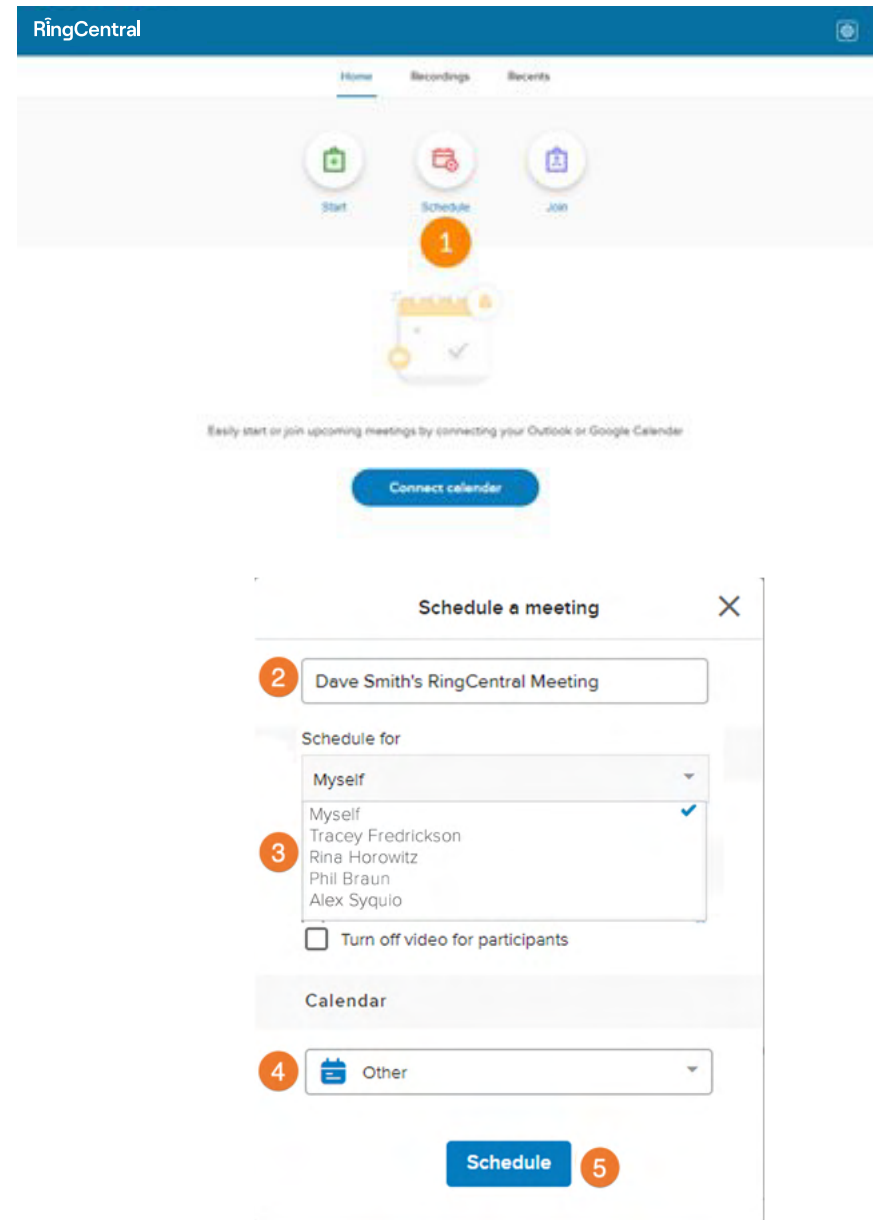 RingCentral
Home Recordings Recents
Start Schedule Join
1
Easily start or join upcoming meetings by connecting your Outlook or Google Calendar
Connect calendar
Schedule a meeting
2 Dave Smith's RingCentral Meeting
Schedule for
Myself
Myself
Tracey Fredrickson
3 Rina Horowitz
Phil Braun
Alex Syquio
Turn off video for participants
Calendar
4 Other
Schedule 5